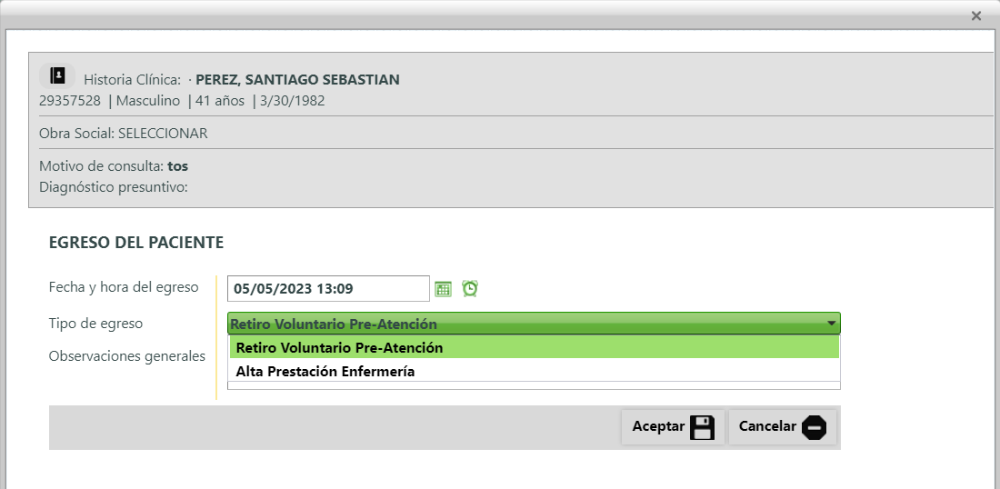 Historia Clínica: · PEREZ, SANTIAGO SEBASTIAN
29357528 | Masculino | 41 años | 3/30/1982
Obra Social: SELECCIONAR
Motivo de consulta: tos
Diagnóstico presuntivo:
EGRESO DEL PACIENTE
Fecha y hora del egreso 05/05/2023 13:09
Tipo de egreso Retiro Voluntario Pre-Atención
Retiro Voluntario Pre-Atención
Observaciones generales
Alta Prestación Enfermería
Aceptar Cancelar